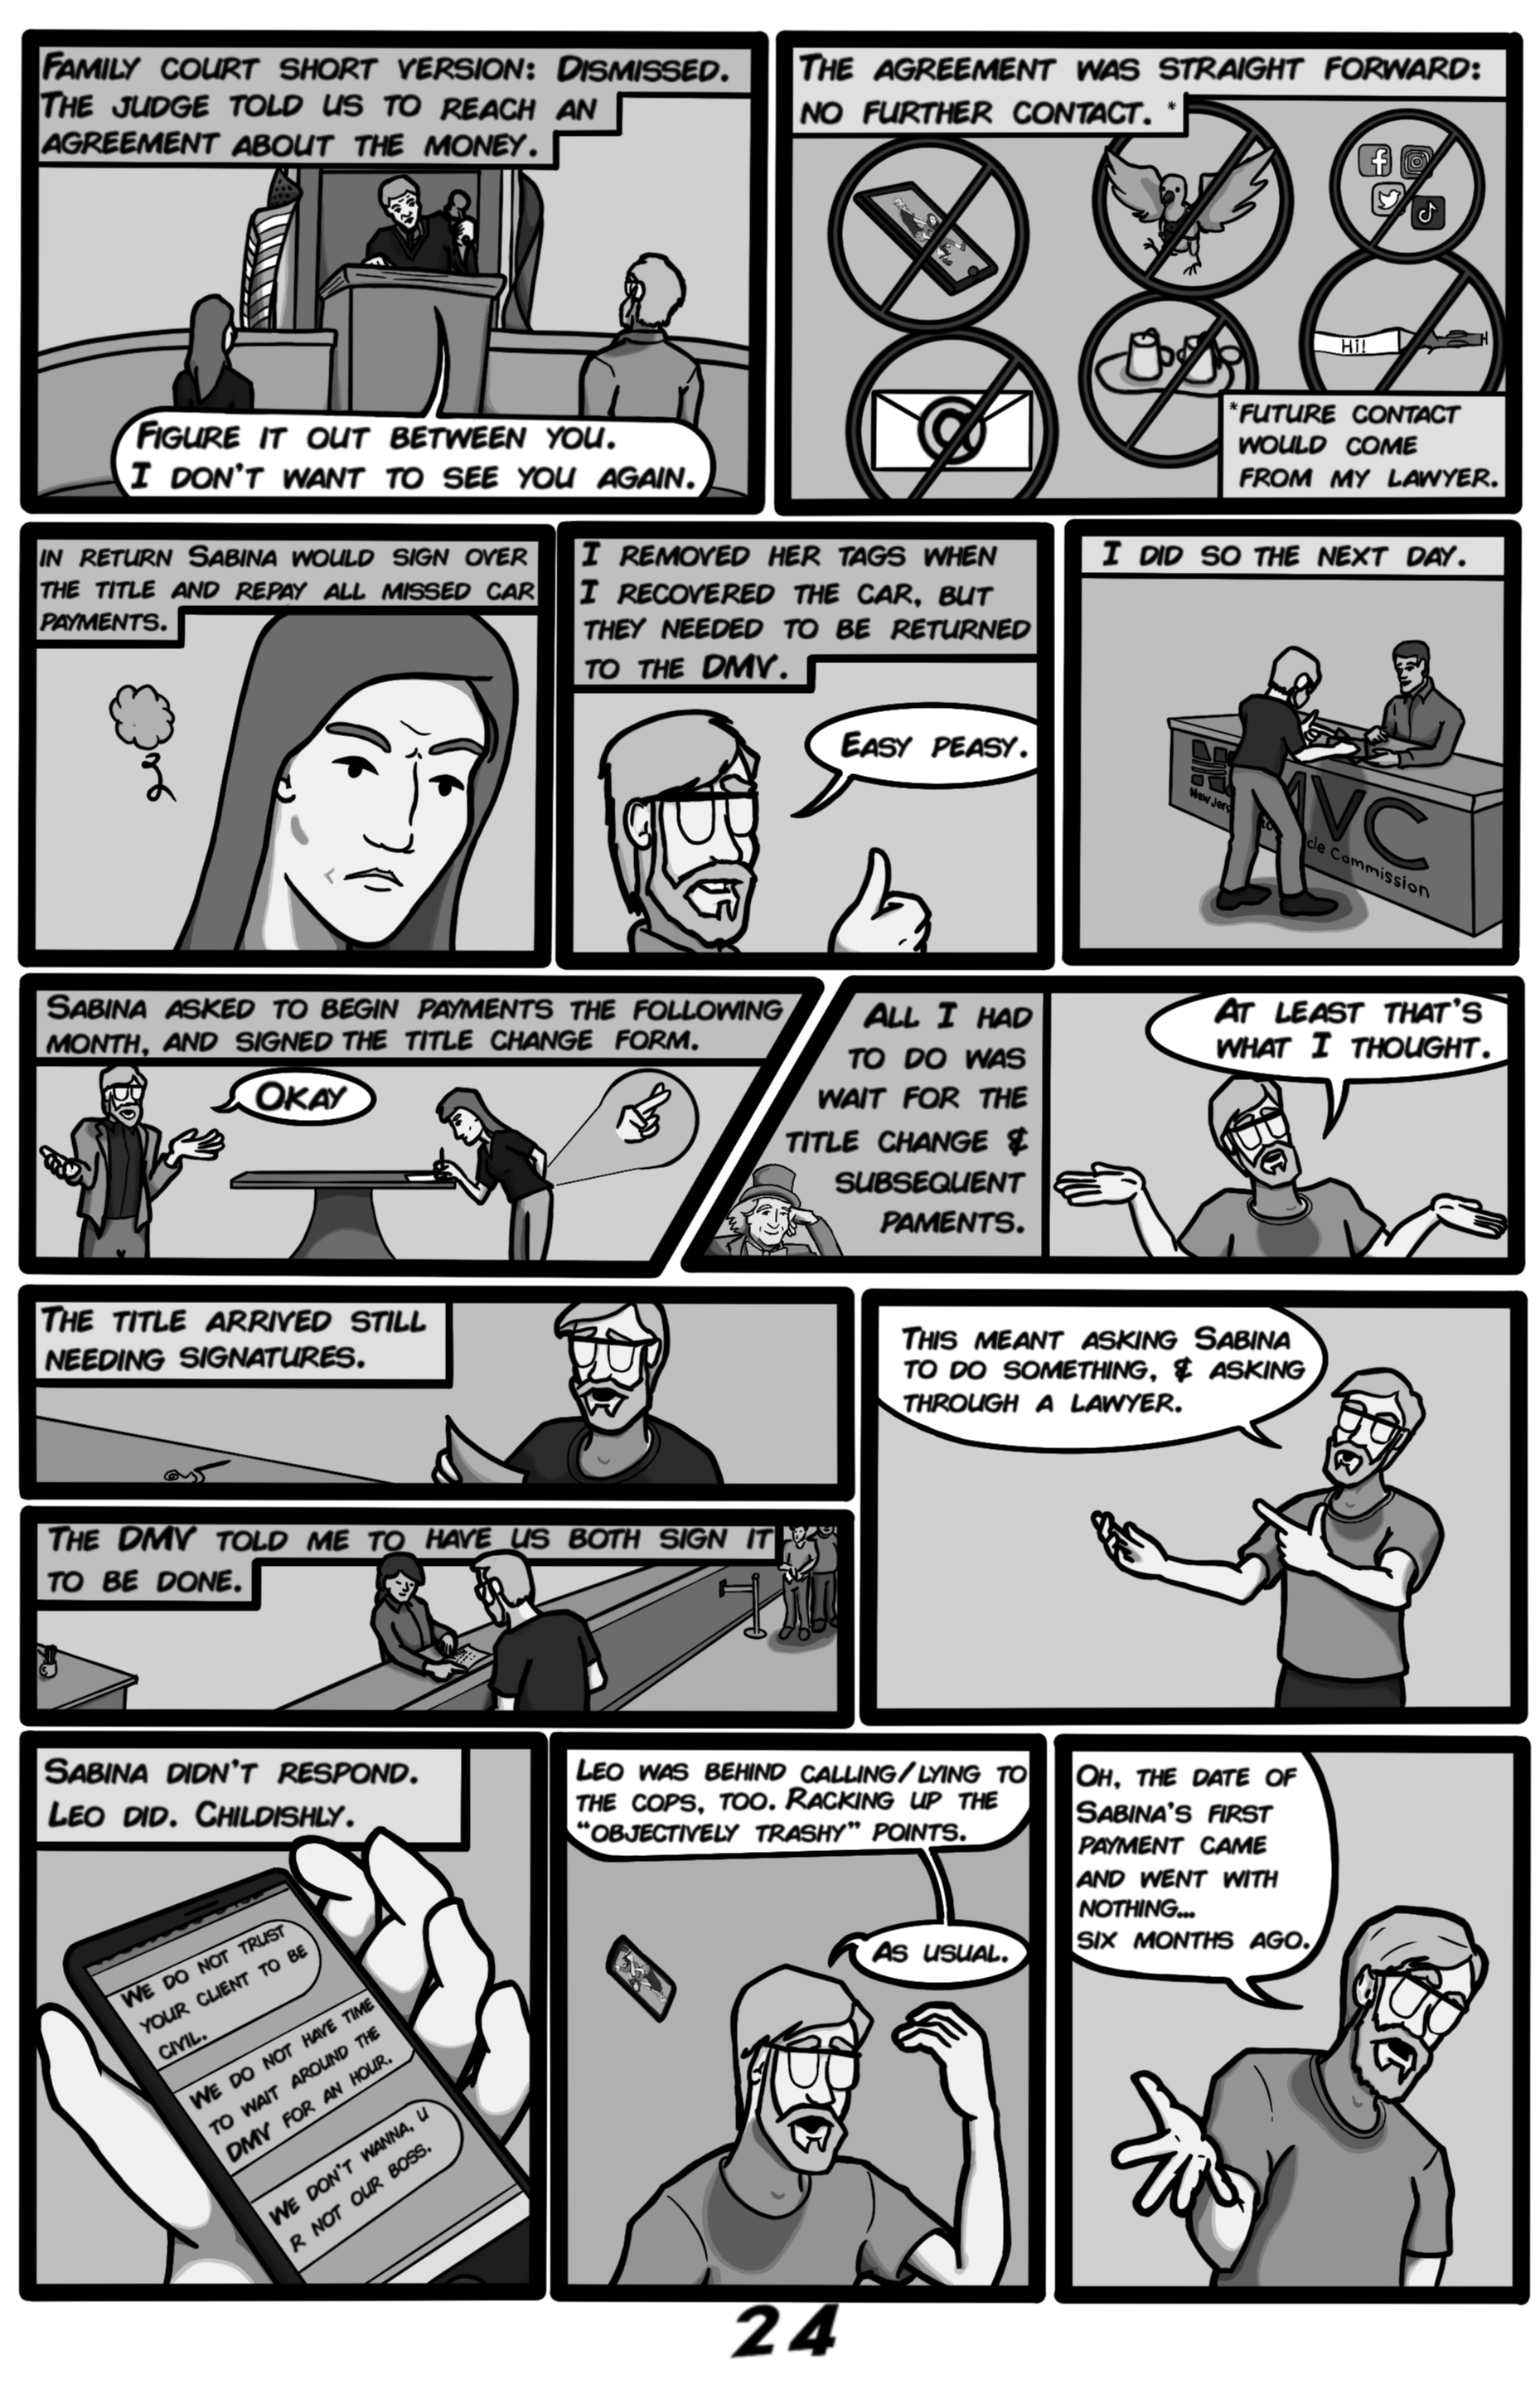 Family court short version: Dismissed.
The judge told us to reach an
agreement about the money.
Figure it out between you.
I don't want to see you again.
The agreement was straight forward:
no further contact. *
Hi!
*Future contact
would come
from my lawyer.
In return Sabina would sign over
the title and repay all missed car
payments.
I removed her tags when
I recovered the car, but
they needed to be returned
to the DMV.
Easy peasy.
I did so the next day.
MVC
New Jer
to
cle Commission
Sabina asked to begin payments the following
month, and signed the title change form.
Okay
All I had
to do was
wait for the
title change &
subsequent
paments.
At least that's
what I thought.
The title arrived still
needing signatures.
This meant asking Sabina
to do something, & asking
through a lawyer.
The DMV told me to have us both sign it
to be done.
Sabina didn't respond.
Leo did. Childishly.
We do not trust
your client to be
civil.
We do not have time
to wait around the
DMV for an hour.
We don't wanna, u
r not our boss.
Leo was behind calling/lying to
the cops, too. Racking up the
"objectively trashy" points.
As usual.
Oh, the date of
Sabina's first
payment came
and went with
nothing...
six months ago.
24